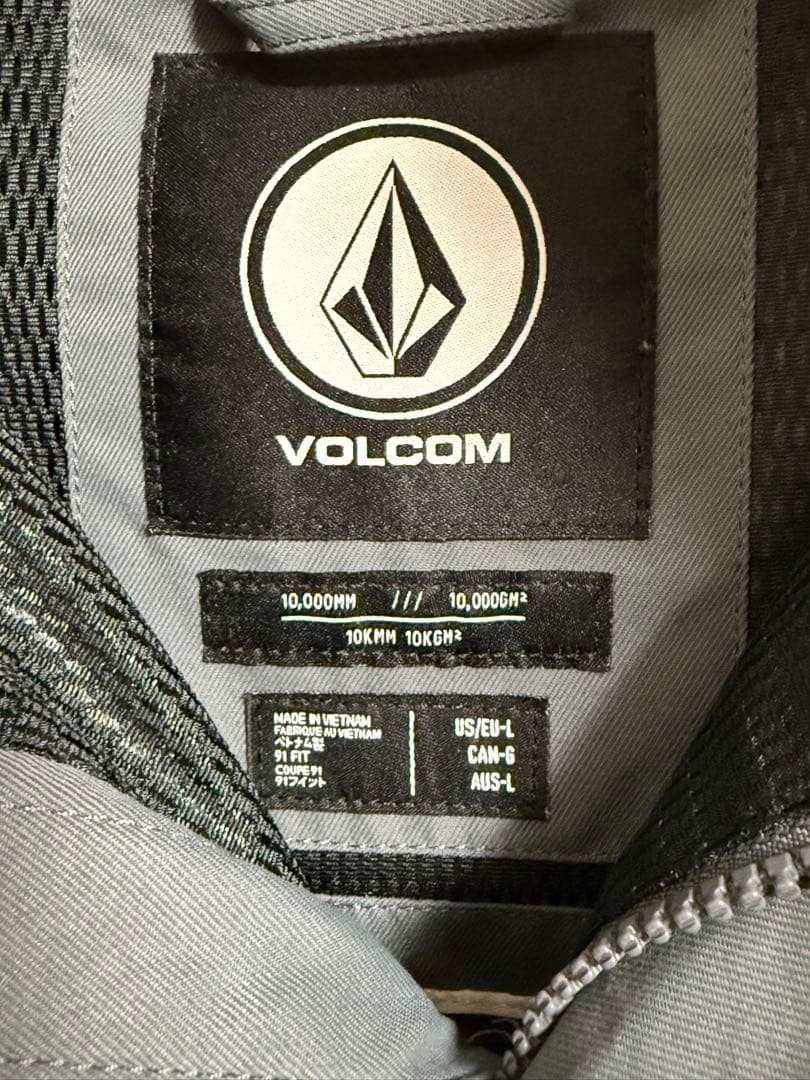 VOLCOM
10,000MM /// 10,000GM²
10KMM 10KGM²
MADE IN VIETNAM
FABRIQUE AU VIETNAM
ベトナム製
91 FIT
COUPE 91
91フィット
US/EU-L
CAN-G
AUS-L